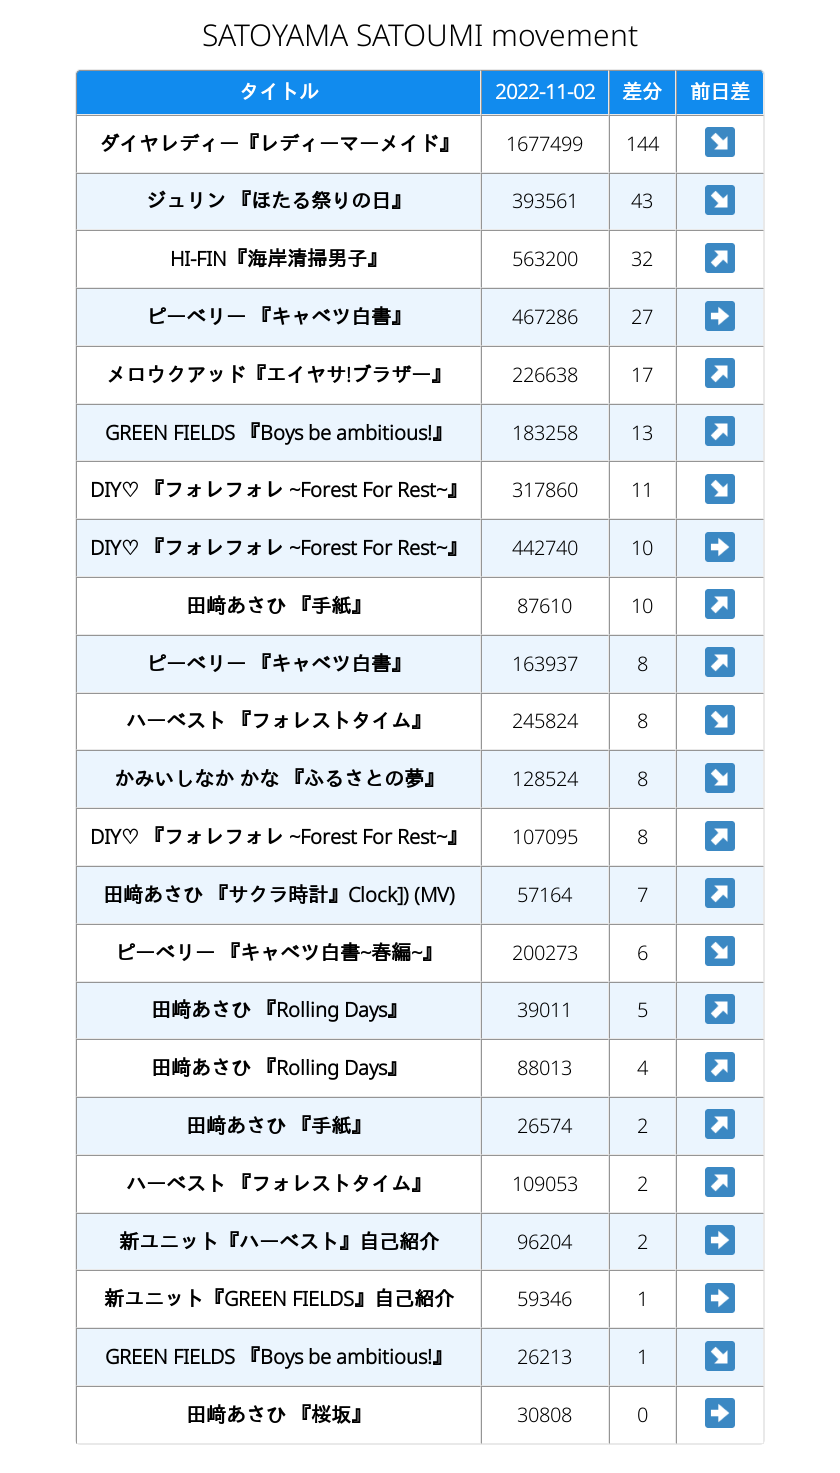 SATOYAMA SATOUMI movement
タイトル 2022-11-02 差分 前日差
ダイヤレディー『レディーマーメイド』 1677499 144 ↘
ジュリン 『ほたる祭りの日』 393561 43 ↘
HI-FIN『海岸清掃男子』 563200 32 ↗
ピーベリー 『キャベツ白書』 467286 27 ➡
メロウクアッド『エイヤサ!ブラザー』 226638 17 ↗
GREEN FIELDS 『Boys be ambitious!』 183258 13 ↗
DIY♡ 『フォレフォレ ~Forest For Rest~』 317860 11 ↘
DIY♡ 『フォレフォレ ~Forest For Rest~』 442740 10 ➡
田﨑あさひ 『手紙』 87610 10 ↗
ピーベリー 『キャベツ白書』 163937 8 ↗
ハーベスト 『フォレストタイム』 245824 8 ↘
かみいしなか かな 『ふるさとの夢』 128524 8 ↘
DIY♡ 『フォレフォレ ~Forest For Rest~』 107095 8 ↗
田﨑あさひ 『サクラ時計』Clock]) (MV) 57164 7 ↗
ピーベリー 『キャベツ白書~春編~』 200273 6 ↘
田﨑あさひ 『Rolling Days』 39011 5 ↗
田﨑あさひ 『Rolling Days』 88013 4 ↗
田﨑あさひ 『手紙』 26574 2 ↗
ハーベスト 『フォレストタイム』 109053 2 ↗
新ユニット『ハーベスト』自己紹介 96204 2 ➡
新ユニット『GREEN FIELDS』自己紹介 59346 1 ➡
GREEN FIELDS 『Boys be ambitious!』 26213 1 ↘
田﨑あさひ 『桜坂』 30808 0 ➡